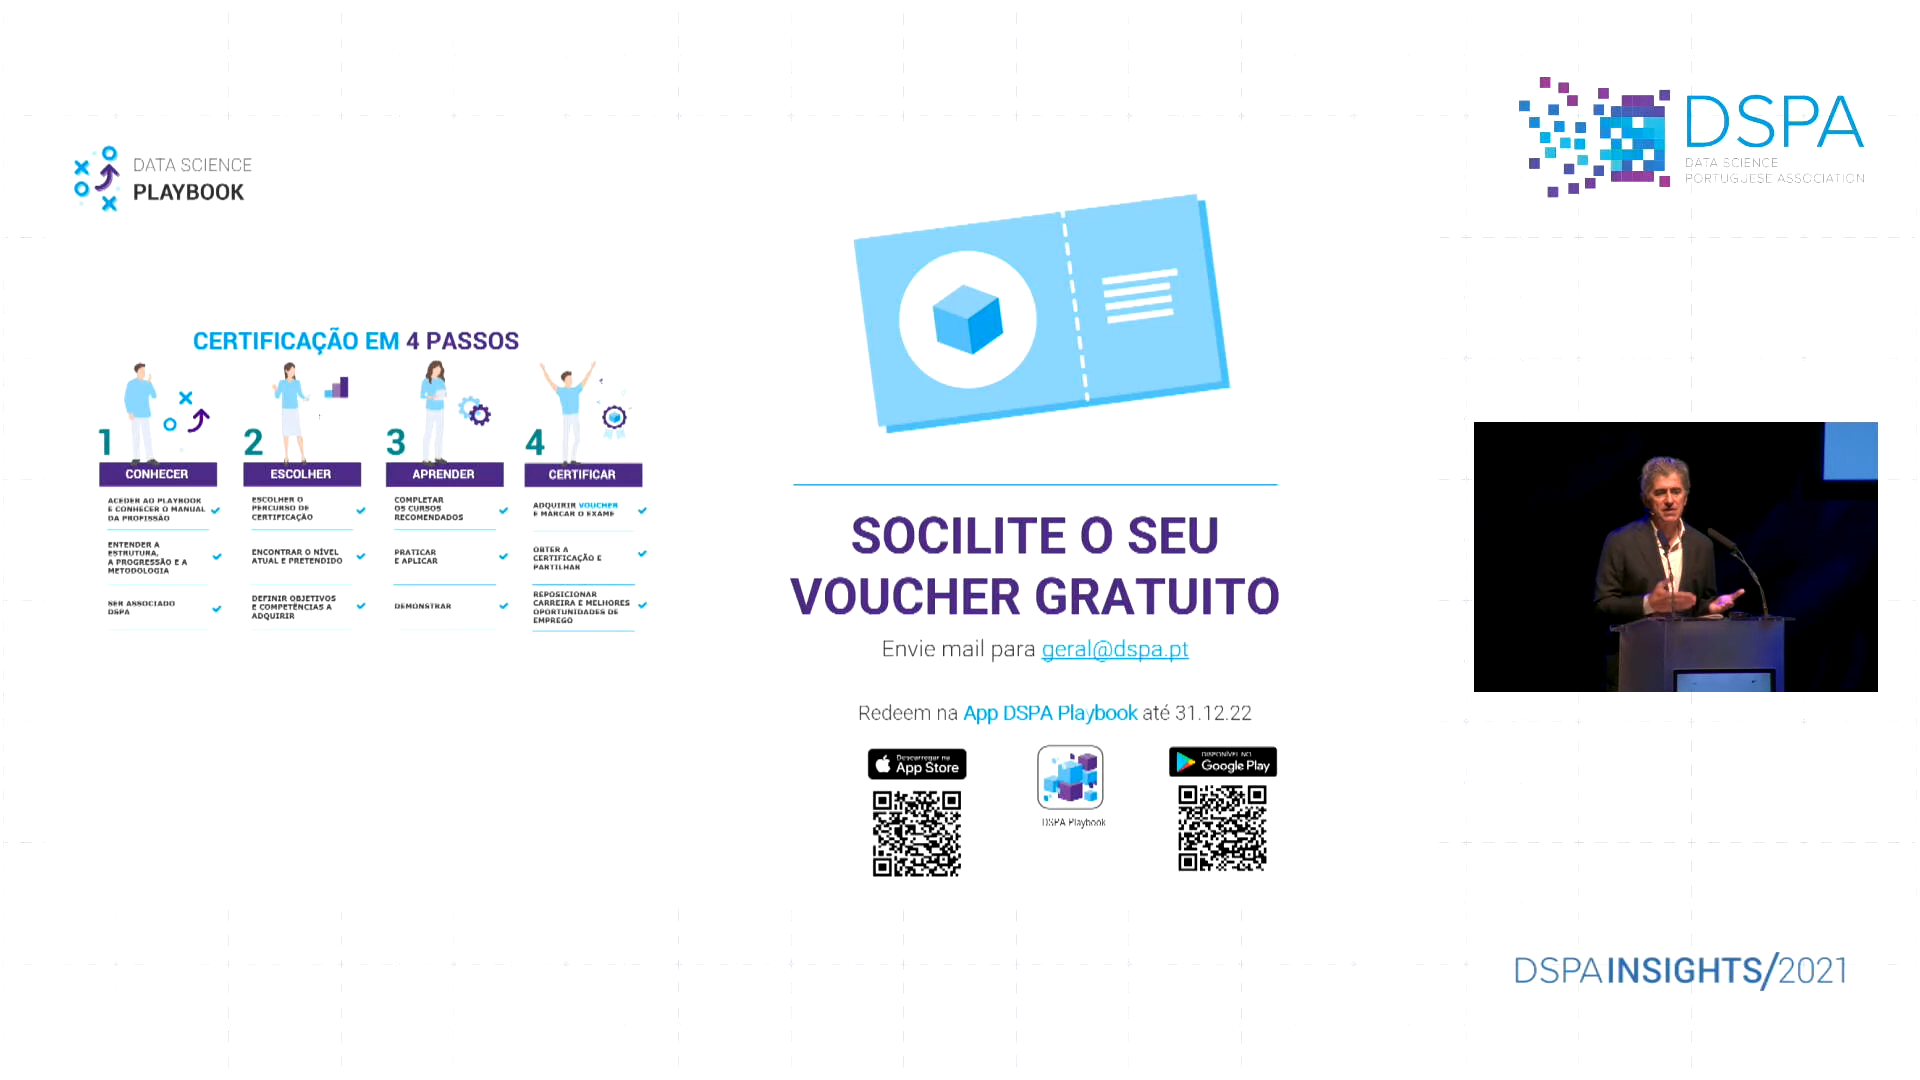 DATA SCIENCE
PLAYBOOK
CERTIFICAÇÃO EM 4 PASSOS
1
CONHECER
ACEDER AO PLAYBOOK
E CONHECER O MANUAL
DA PROFISSÃO
ENTENDER A
ESTRUTURA,
A PROGRESSÃO E A
METODOLOGIA
SER ASSOCIADO
DSPA
2
ESCOLHER
ESCOLHER O
PERCURSO DE
CERTIFICAÇÃO
ENCONTRAR O NÍVEL
ATUAL E PRETENDIDO
DEFINIR OBJETIVOS
E COMPETÊNCIAS A
ADQUIRIR
3
APRENDER
COMPLETAR
OS CURSOS
RECOMENDADOS
PRATICAR
E APLICAR
DEMONSTRAR
4
CERTIFICAR
ADQUIRIR VOUCHER
E MARCAR O EXAME
OBTER A
CERTIFICAÇÃO E
PARTILHAR
REPOSICIONAR
CARREIRA E MELHORES
OPORTUNIDADES DE
EMPREGO
SOCILITE O SEU
VOUCHER GRATUITO
Envie mail para geral@dspa.pt
Redeem na App DSPA Playbook até 31.12.22
Descarregar na
App Store
DSPA Playbook
DISPONÍVEL NO
Google Play
DSPA
DATA SCIENCE
PORTUGUESE ASSOCIATION
DSPAINSIGHTS/2021